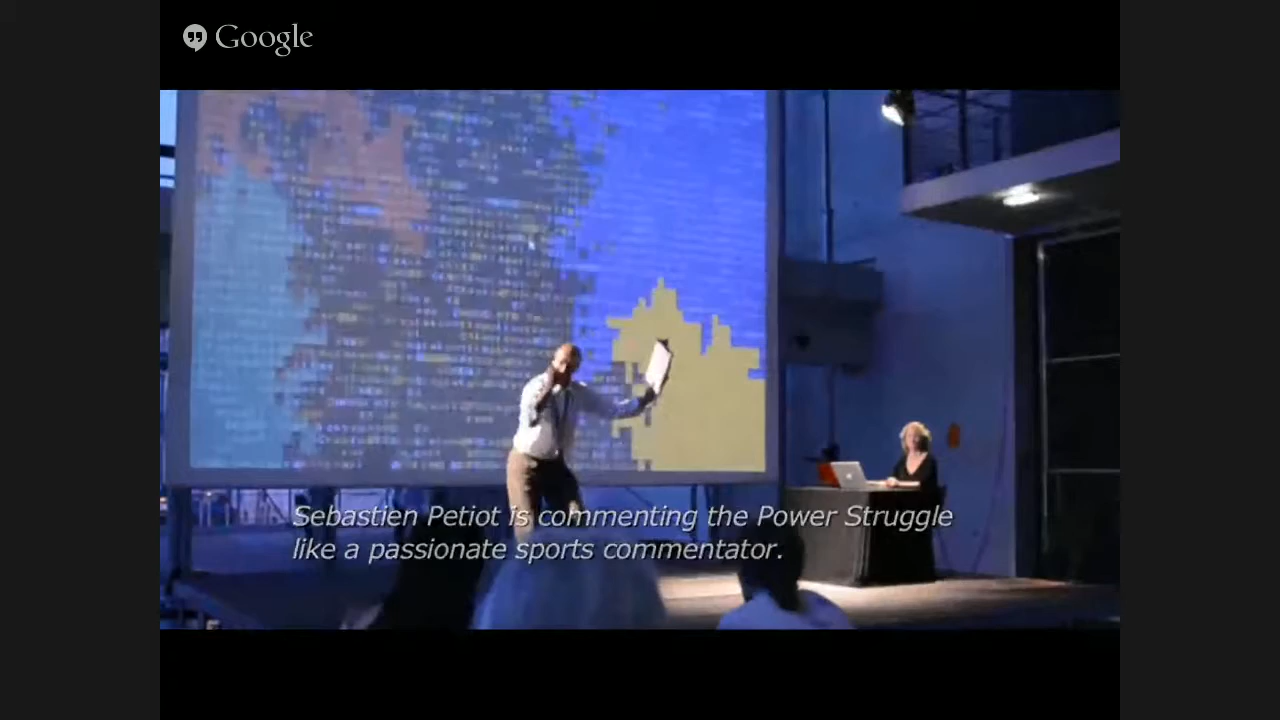 Google
Sebastien Petiot is commenting the Power Struggle
like a passionate sports commentator.